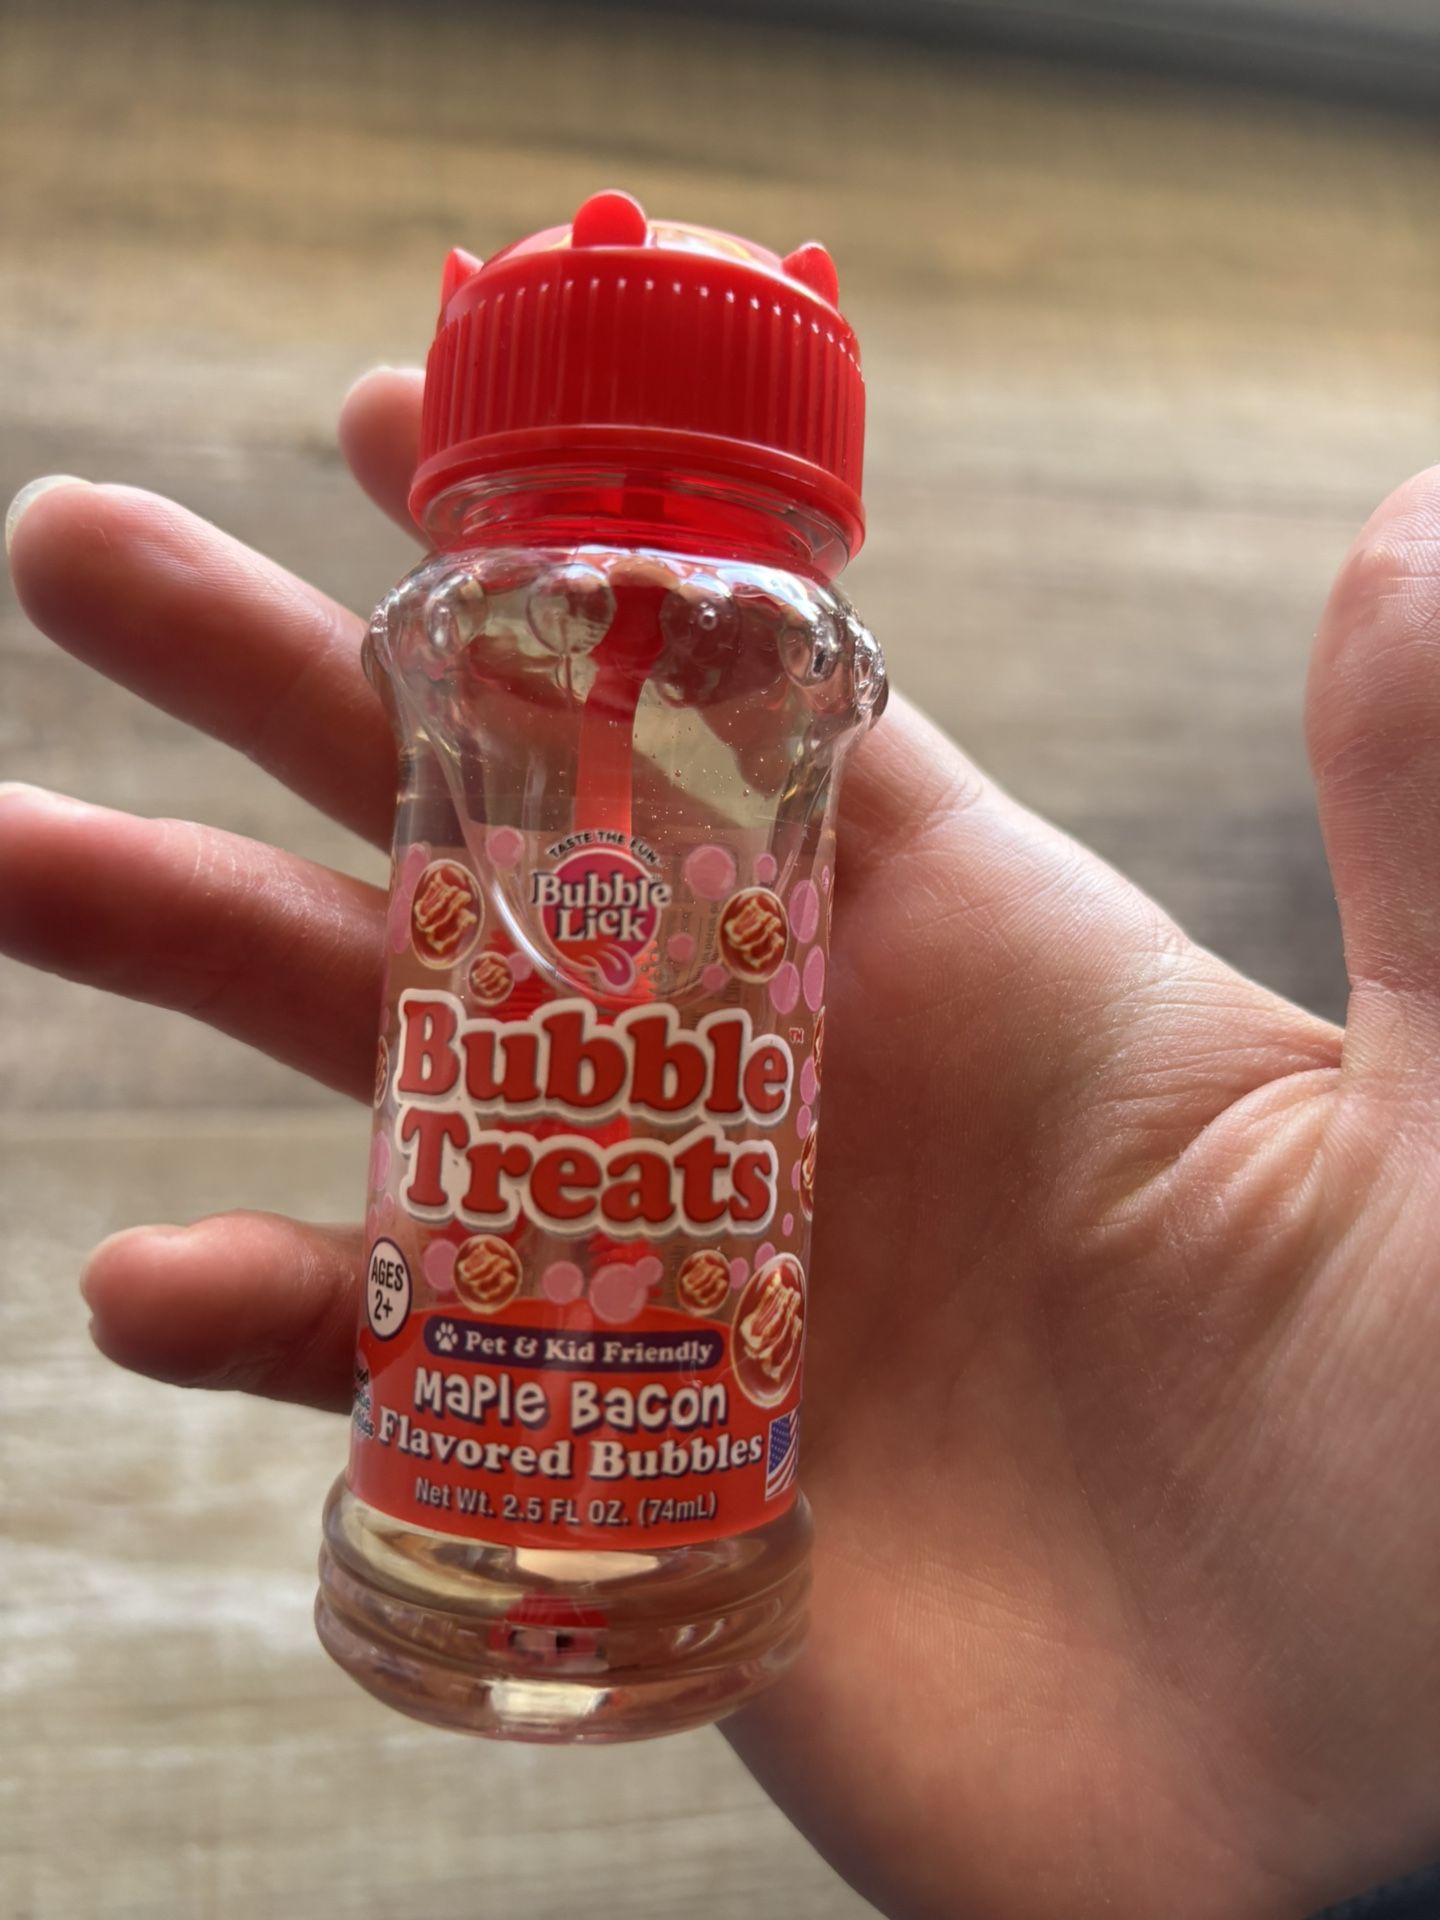 TASTE THE FUN
Bubble
Lick
Bubble™
Treats
AGES
2+
Pet & Kid Friendly
Maple Bacon
Flavored Bubbles
Net Wt. 2.5 FL OZ. (74mL)